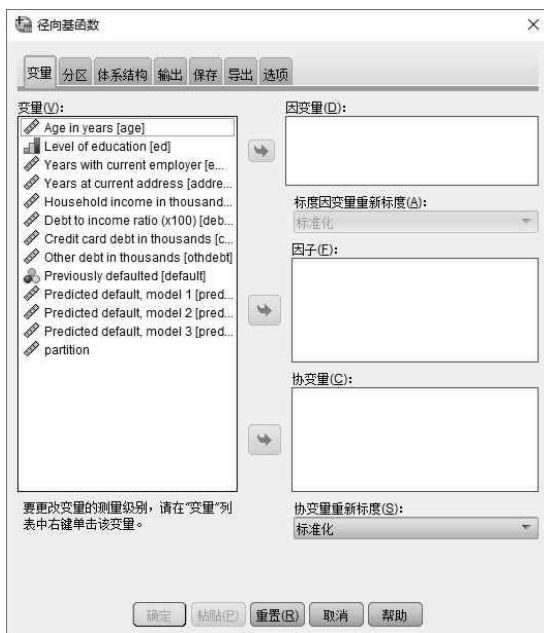 径向基函数
变量 分区 体系结构 输出 保存 导出 选项
变量(V):
Age in years [age]
Level of education [ed]
Years with current employer [e...
Years at current address [addre...
Household income in thousand...
Debt to income ratio (x100) [deb...
Credit card debt in thousands [c...
Other debt in thousands [othdebt]
Previously defaulted [default]
Predicted default, model 1 [pred...
Predicted default, model 2 [pred...
Predicted default, model 3 [pred...
partition
要更改变量的测量级别，请在“变量”列
表中右键单击该变量。
因变量(D):
标度因变量重新标度(A):
标准化
因子(F):
协变量(C):
协变量重新标度(S):
标准化
确定 粘贴(P) 重置(R) 取消 帮助